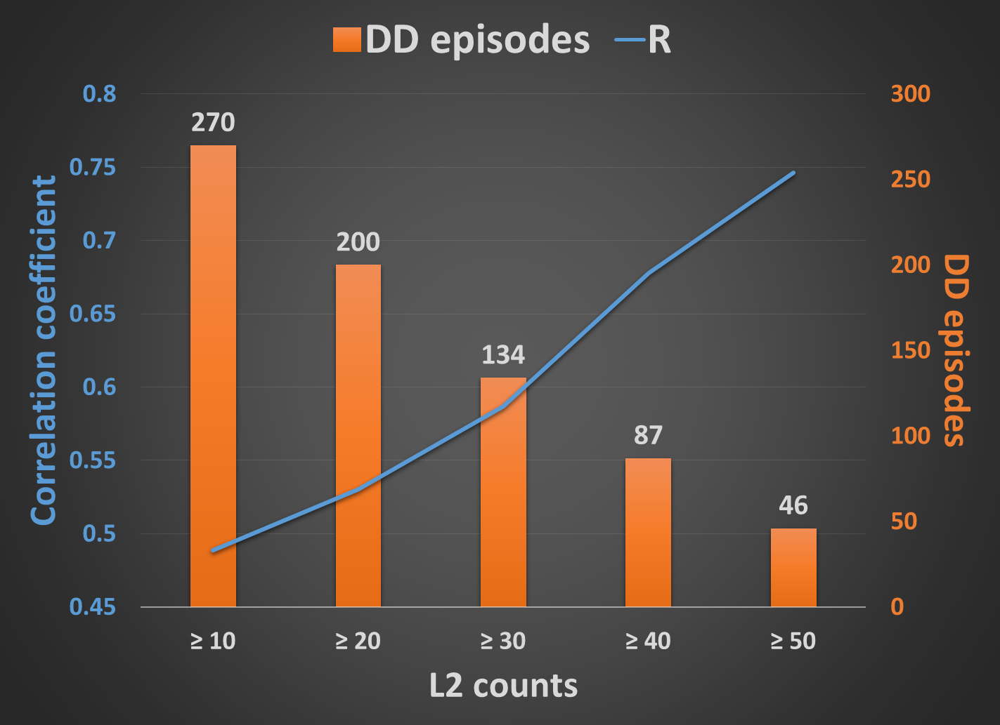 DD episodes R
0.8 300
270
0.75 250
0.7 200
200
0.65 150
134
0.6 100
87
0.55 50
46
0.5 0
0.45
Correlation coefficient
DD episodes
≥ 10 ≥ 20 ≥ 30 ≥ 40 ≥ 50
L2 counts